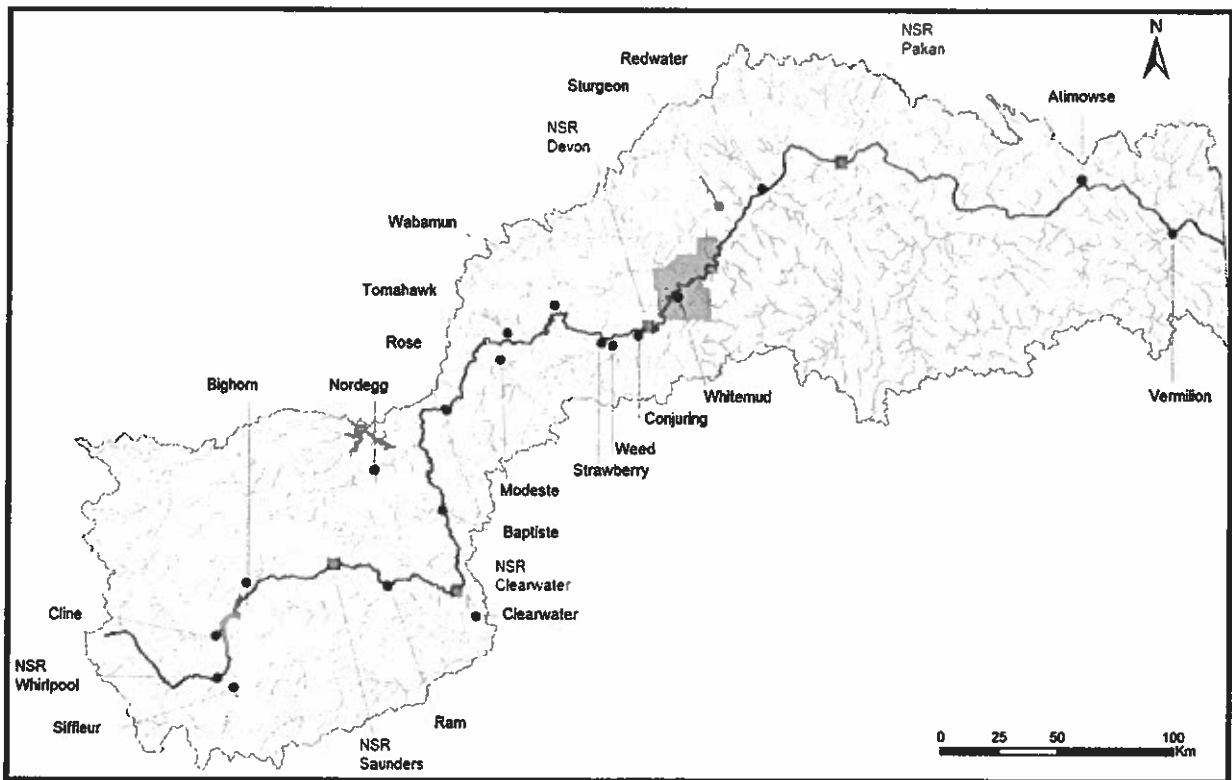 NSR
Pakan
N
Redwater
Sturgeon
Alimowse
NSR
Devon
Wabamun
Tomahawk
Rose
Bighorn
Nordegg
Whitemud
Vermilion
Conjuring
Weed
Strawberry
Modeste
Baptiste
NSR
Clearwater
Clearwater
Cline
NSR
Whirlpool
Siffleur
Ram
NSR
Saunders
0 25 50 100
Km